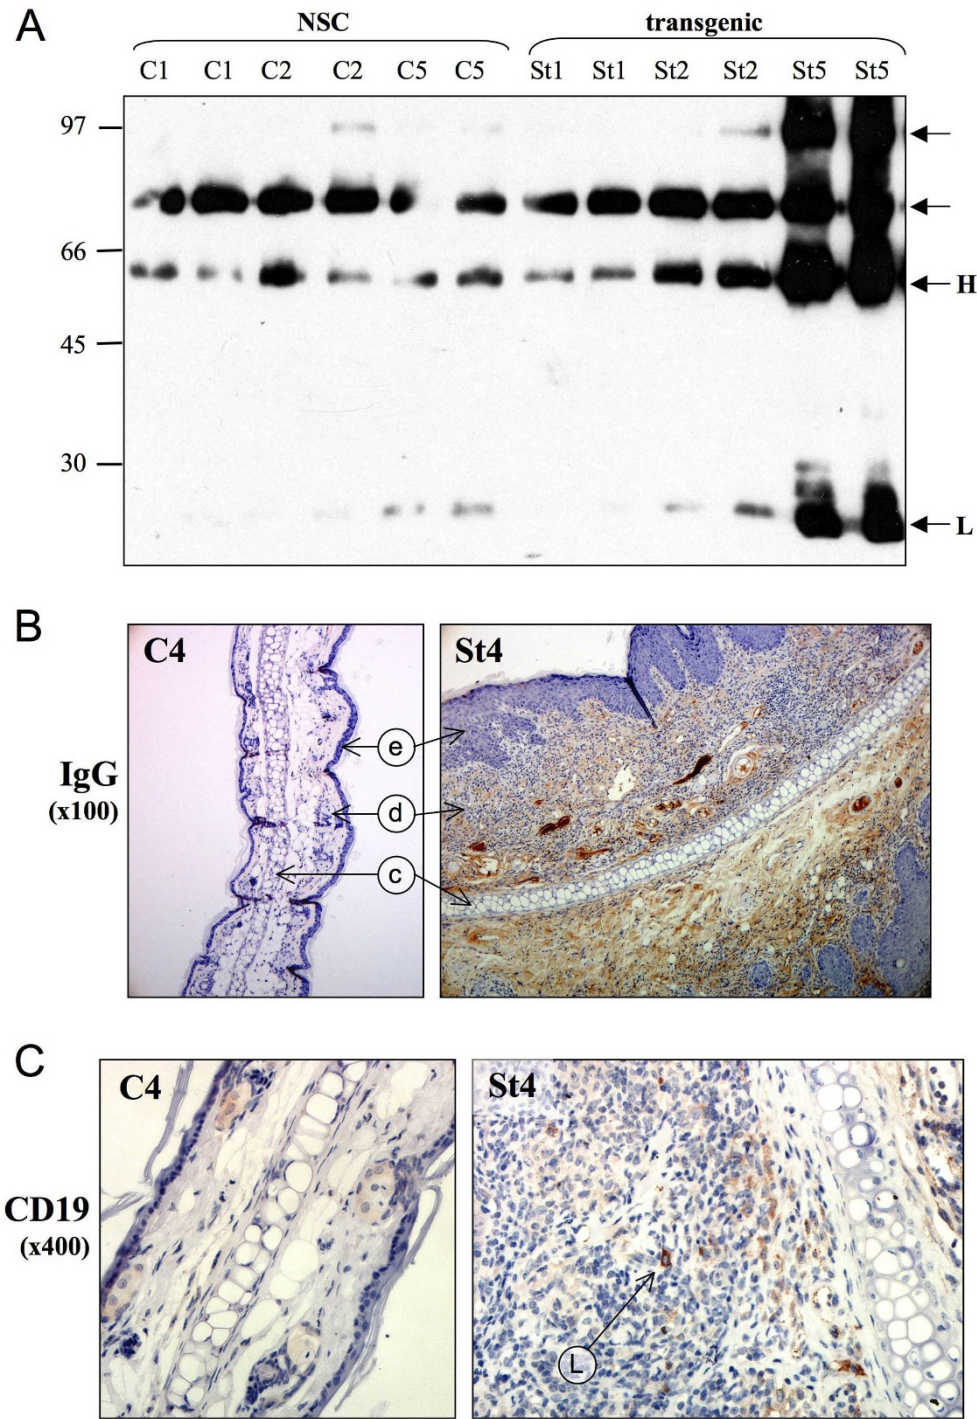 A
NSC transgenic
C1 C1 C2 C2 C5 C5 St1 St1 St2 St2 St5 St5
97
66
H
45
30
L
B
C4 St4
e
IgG
(x100)
d
c
C
C4 St4
CD19
(x400)
L